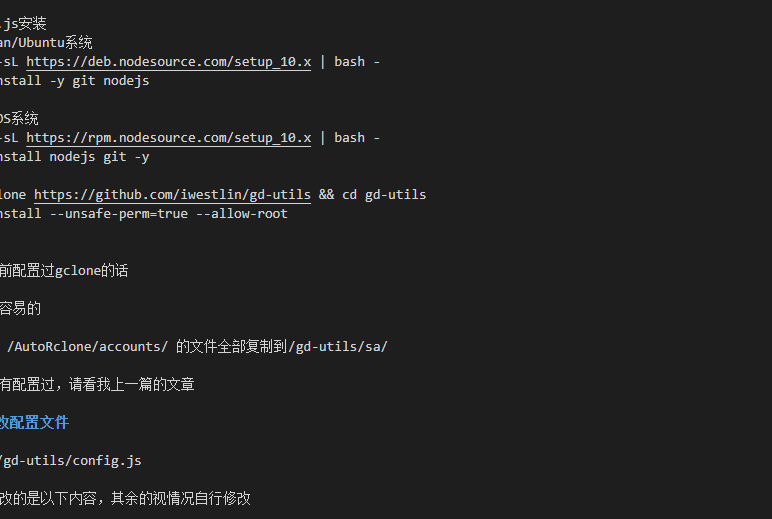 .js安装
an/Ubuntu系统
-sL https://deb.nodesource.com/setup_10.x | bash -
nstall -y git nodejs
OS系统
-sL https://rpm.nodesource.com/setup_10.x | bash -
nstall nodejs git -y
lone https://github.com/iwestlin/gd-utils && cd gd-utils
nstall --unsafe-perm=true --allow-root
前配置过gclone的话
容易的
/AutoRclone/accounts/ 的文件全部复制到/gd-utils/sa/
有配置过，请看我上一篇的文章
改配置文件
/gd-utils/config.js
改的是以下内容，其余的视情况自行修改